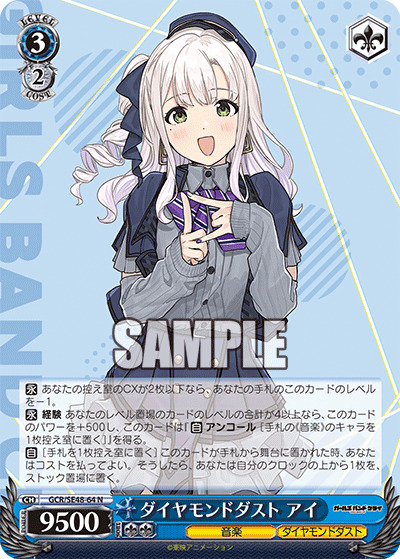 LEVEL
3
2
COST
GIRLS BAND C
SAMPLE
永 あなたの控え室のCXが2枚以下なら、あなたの手札のこのカードのレベル
を－1。
永 経験 あなたのレベル置場のカードのレベルの合計が4以上なら、このカード
のパワーを＋500し、このカードは『自 アンコール［手札の《音楽》のキャラを
1枚控え室に置く］』を得る。
自［手札を1枚控え室に置く］このカードが手札から舞台に置かれた時、あなた
はコストを払ってよい。そうしたら、あなたは自分のクロックの上から1枚を
控え室に置く。
CH
GCR/SE48-64 N
POWER
9500
ダイヤモンドダスト アイ
ガールズバンドクライ
音楽
ダイヤモンドダスト
©東映アニメーション